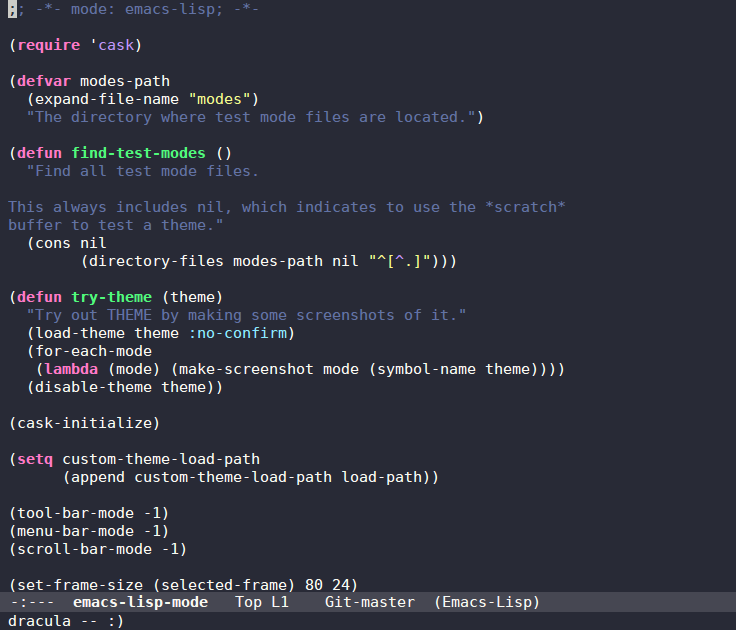 ;; -*- mode: emacs-lisp; -*-

(require 'cask)

(defvar modes-path
  (expand-file-name "modes")
  "The directory where test mode files are located.")

(defun find-test-modes ()
  "Find all test mode files.

This always includes nil, which indicates to use the *scratch*
buffer to test a theme."
  (cons nil
        (directory-files modes-path nil "^[^.]")))

(defun try-theme (theme)
  "Try out THEME by making some screenshots of it."
  (load-theme theme :no-confirm)
  (for-each-mode
   (lambda (mode) (make-screenshot mode (symbol-name theme))))
  (disable-theme theme))

(cask-initialize)

(setq custom-theme-load-path
      (append custom-theme-load-path load-path))

(tool-bar-mode -1)
(menu-bar-mode -1)
(scroll-bar-mode -1)

(set-frame-size (selected-frame) 80 24)
-:---  emacs-lisp-mode   Top L1    Git-master  (Emacs-Lisp)
dracula -- :)